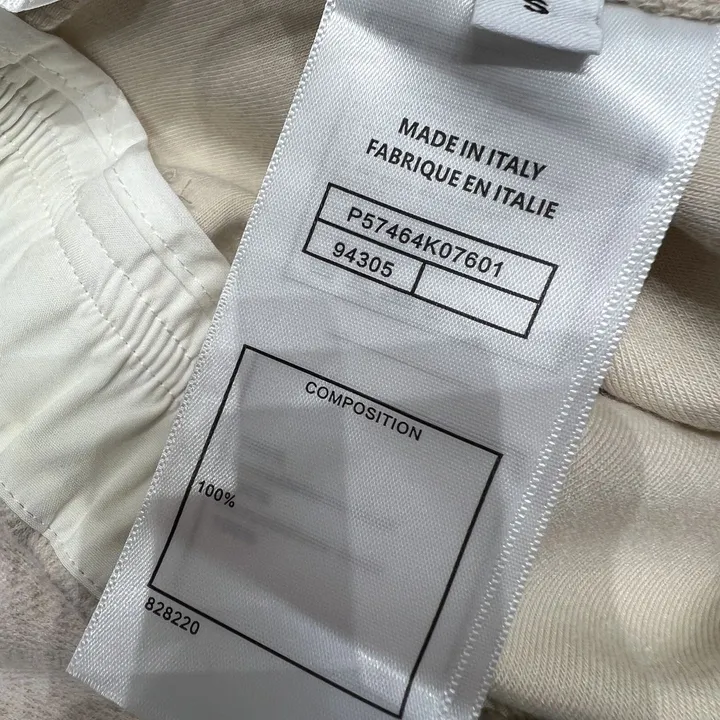 S
MADE IN ITALY
FABRIQUE EN ITALIE
P57464K07601
94305
COMPOSITION
100%
828220